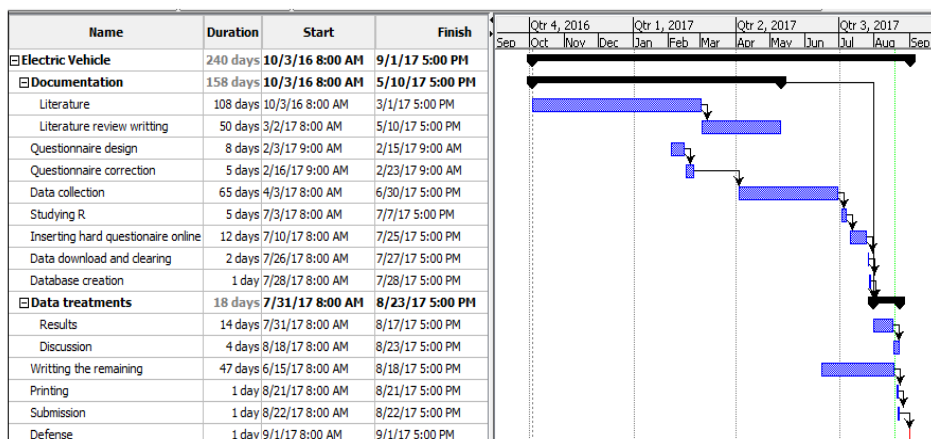 Name Duration Start Finish
Qtr 4, 2016 Qtr 1, 2017 Qtr 2, 2017 Qtr 3, 2017
Sep Oct Nov Dec Jan Feb Mar Apr May Jun Jul Aug Sep
Electric Vehicle 240 days 10/3/16 8:00 AM 9/1/17 5:00 PM
Documentation 158 days 10/3/16 8:00 AM 5/10/17 5:00 PM
Literature 108 days 10/3/16 8:00 AM 3/1/17 5:00 PM
Literature review writting 50 days 3/2/17 8:00 AM 5/10/17 5:00 PM
Questionnaire design 8 days 2/3/17 9:00 AM 2/15/17 9:00 AM
Questionnaire correction 5 days 2/16/17 9:00 AM 2/23/17 9:00 AM
Data collection 65 days 4/3/17 8:00 AM 6/30/17 5:00 PM
Studying R 5 days 7/3/17 8:00 AM 7/7/17 5:00 PM
Inserting hard questionaire online 12 days 7/10/17 8:00 AM 7/25/17 5:00 PM
Data download and clearing 2 days 7/26/17 8:00 AM 7/27/17 5:00 PM
Database creation 1 day 7/28/17 8:00 AM 7/28/17 5:00 PM
Data treatments 18 days 7/31/17 8:00 AM 8/23/17 5:00 PM
Results 14 days 7/31/17 8:00 AM 8/17/17 5:00 PM
Discussion 4 days 8/18/17 8:00 AM 8/23/17 5:00 PM
Writting the remaining 47 days 6/15/17 8:00 AM 8/18/17 5:00 PM
Printing 1 day 8/21/17 8:00 AM 8/21/17 5:00 PM
Submission 1 day 8/22/17 8:00 AM 8/22/17 5:00 PM
Defense 1 day 9/1/17 8:00 AM 9/1/17 5:00 PM